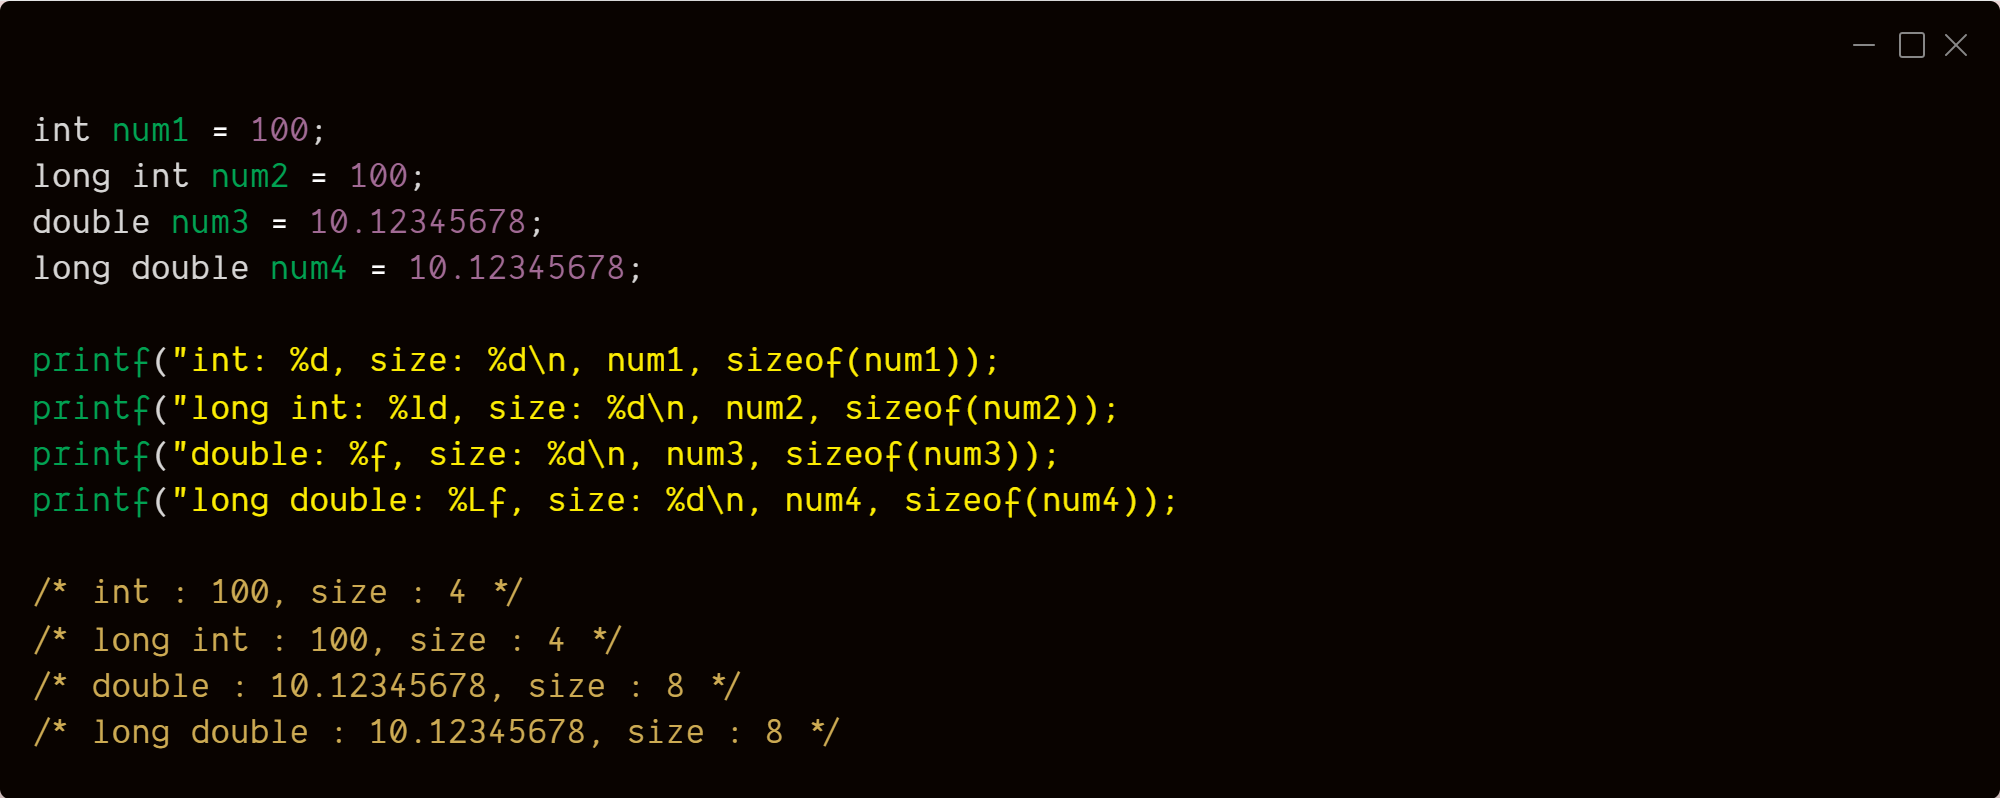 int num1 = 100;
long int num2 = 100;
double num3 = 10.12345678;
long double num4 = 10.12345678;
printf("int: %d, size: %d\n, num1, sizeof(num1));
printf("long int: %ld, size: %d\n, num2, sizeof(num2));
printf("double: %f, size: %d\n, num3, sizeof(num3));
printf("long double: %Lf, size: %d\n, num4, sizeof(num4));
/* int : 100, size : 4 */
/* long int : 100, size : 4 */
/* double : 10.12345678, size : 8 */
/* long double : 10.12345678, size : 8 */